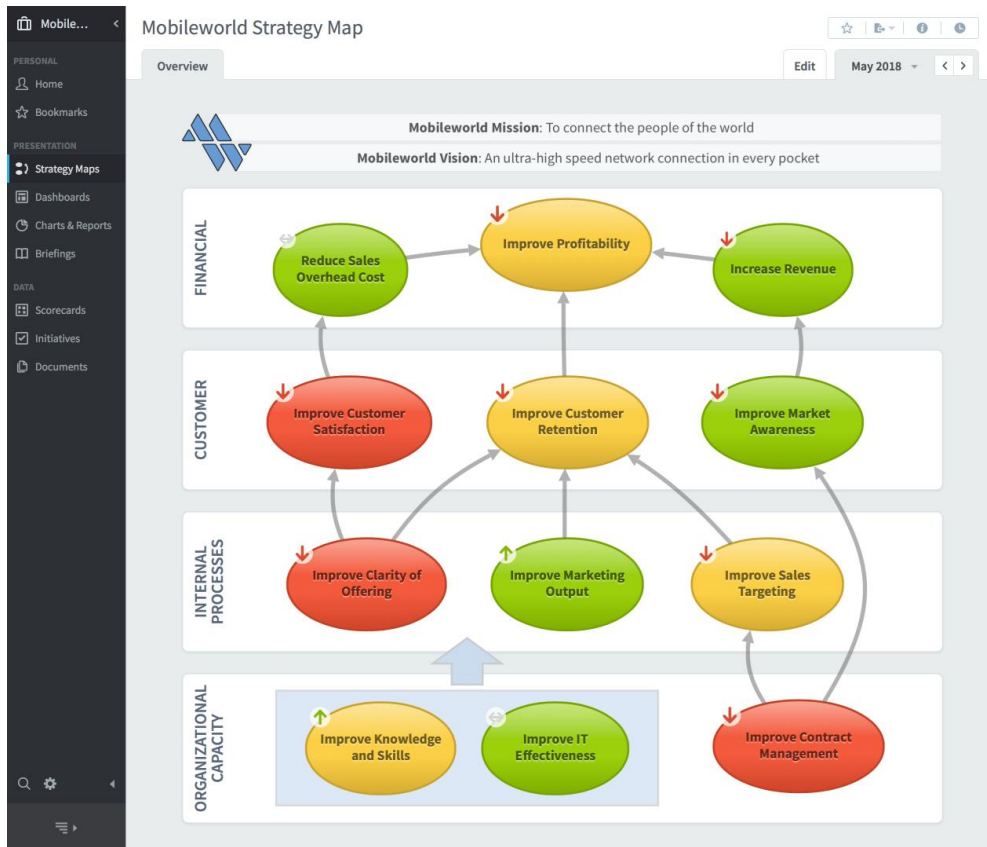 Mobile...
PERSONAL
Home
Bookmarks
PRESENTATION
Strategy Maps
Dashboards
Charts & Reports
Briefings
DATA
Scorecards
Initiatives
Documents
Mobileworld Strategy Map
Overview
Edit
May 2018
Mobileworld Mission: To connect the people of the world
Mobileworld Vision: An ultra-high speed network connection in every pocket
FINANCIAL
Reduce Sales
Overhead Cost
Improve Profitability
Increase Revenue
CUSTOMER
Improve Customer
Satisfaction
Improve Customer
Retention
Improve Market
Awareness
INTERNAL
PROCESSES
Improve Clarity of
Offering
Improve Marketing
Output
Improve Sales
Targeting
ORGANIZATIONAL
CAPACITY
Improve Knowledge
and Skills
Improve IT
Effectiveness
Improve Contract
Management